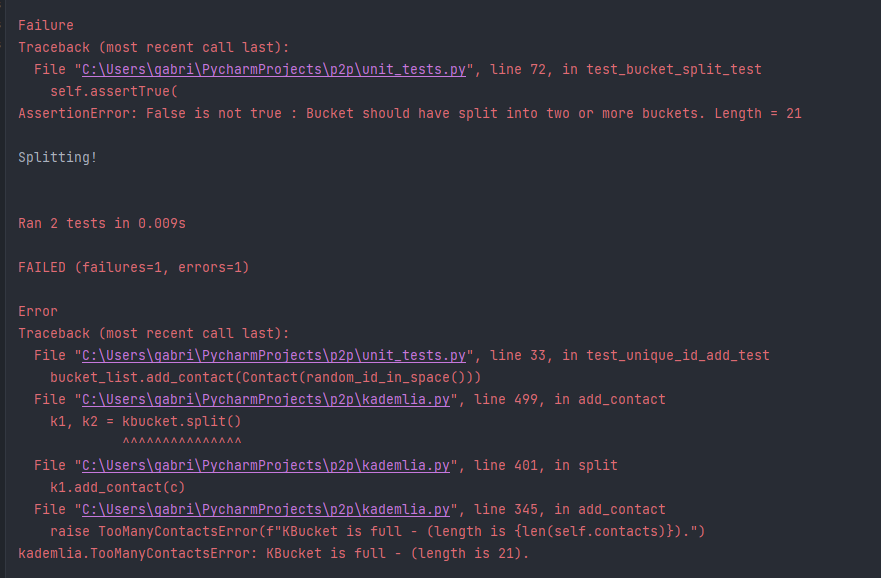 Failure
Traceback (most recent call last):
  File "C:\Users\qabri\PycharmProjects\p2p\unit_tests.py", line 72, in test_bucket_split_test
    self.assertTrue(
AssertionError: False is not true : Bucket should have split into two or more buckets. Length = 21
Splitting!
Ran 2 tests in 0.009s
FAILED (failures=1, errors=1)
Error
Traceback (most recent call last):
  File "C:\Users\qabri\PycharmProjects\p2p\unit_tests.py", line 33, in test_unique_id_add_test
    bucket_list.add_contact(Contact(random_id_in_space()))
  File "C:\Users\qabri\PycharmProjects\p2p\kademlia.py", line 499, in add_contact
    k1, k2 = kbucket.split()
             ^^^^^^^^^^^^^^^
  File "C:\Users\qabri\PycharmProjects\p2p\kademlia.py", line 401, in split
    k1.add_contact(c)
  File "C:\Users\qabri\PycharmProjects\p2p\kademlia.py", line 345, in add_contact
    raise TooManyContactsError(f"KBucket is full - (length is {len(self.contacts)}).")
kademlia.TooManyContactsError: KBucket is full - (length is 21).